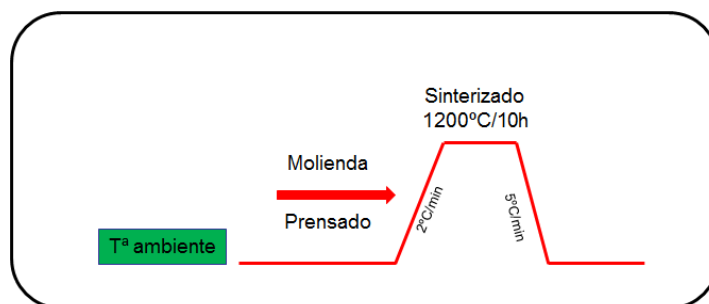 Sinterizado
1200ºC/10h
Molienda
Prensado
2ºC/min
5ºC/min
Tª ambiente